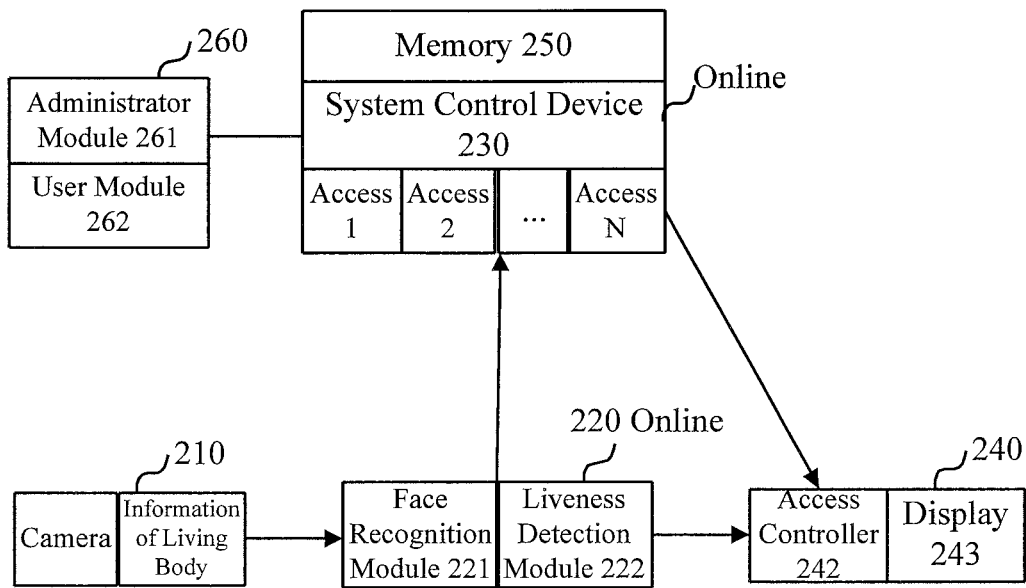 260
Memory 250
Online
Administrator
Module 261
System Control Device
230
User Module
262
Access
1
Access
2
...
Access
N
220 Online
210
240
Camera
Information
of Living
Body
Face
Recognition
Module 221
Liveness
Detection
Module 222
Access
Controller
242
Display
243